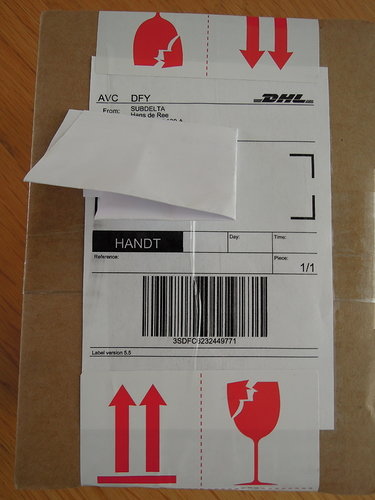 AVC DFY DHL
From: SUBDELTA
Hans de Ree
HANDT Day: Time:
Reference: Piece:
1/1
3SDFC6232449771
Label version 5.5